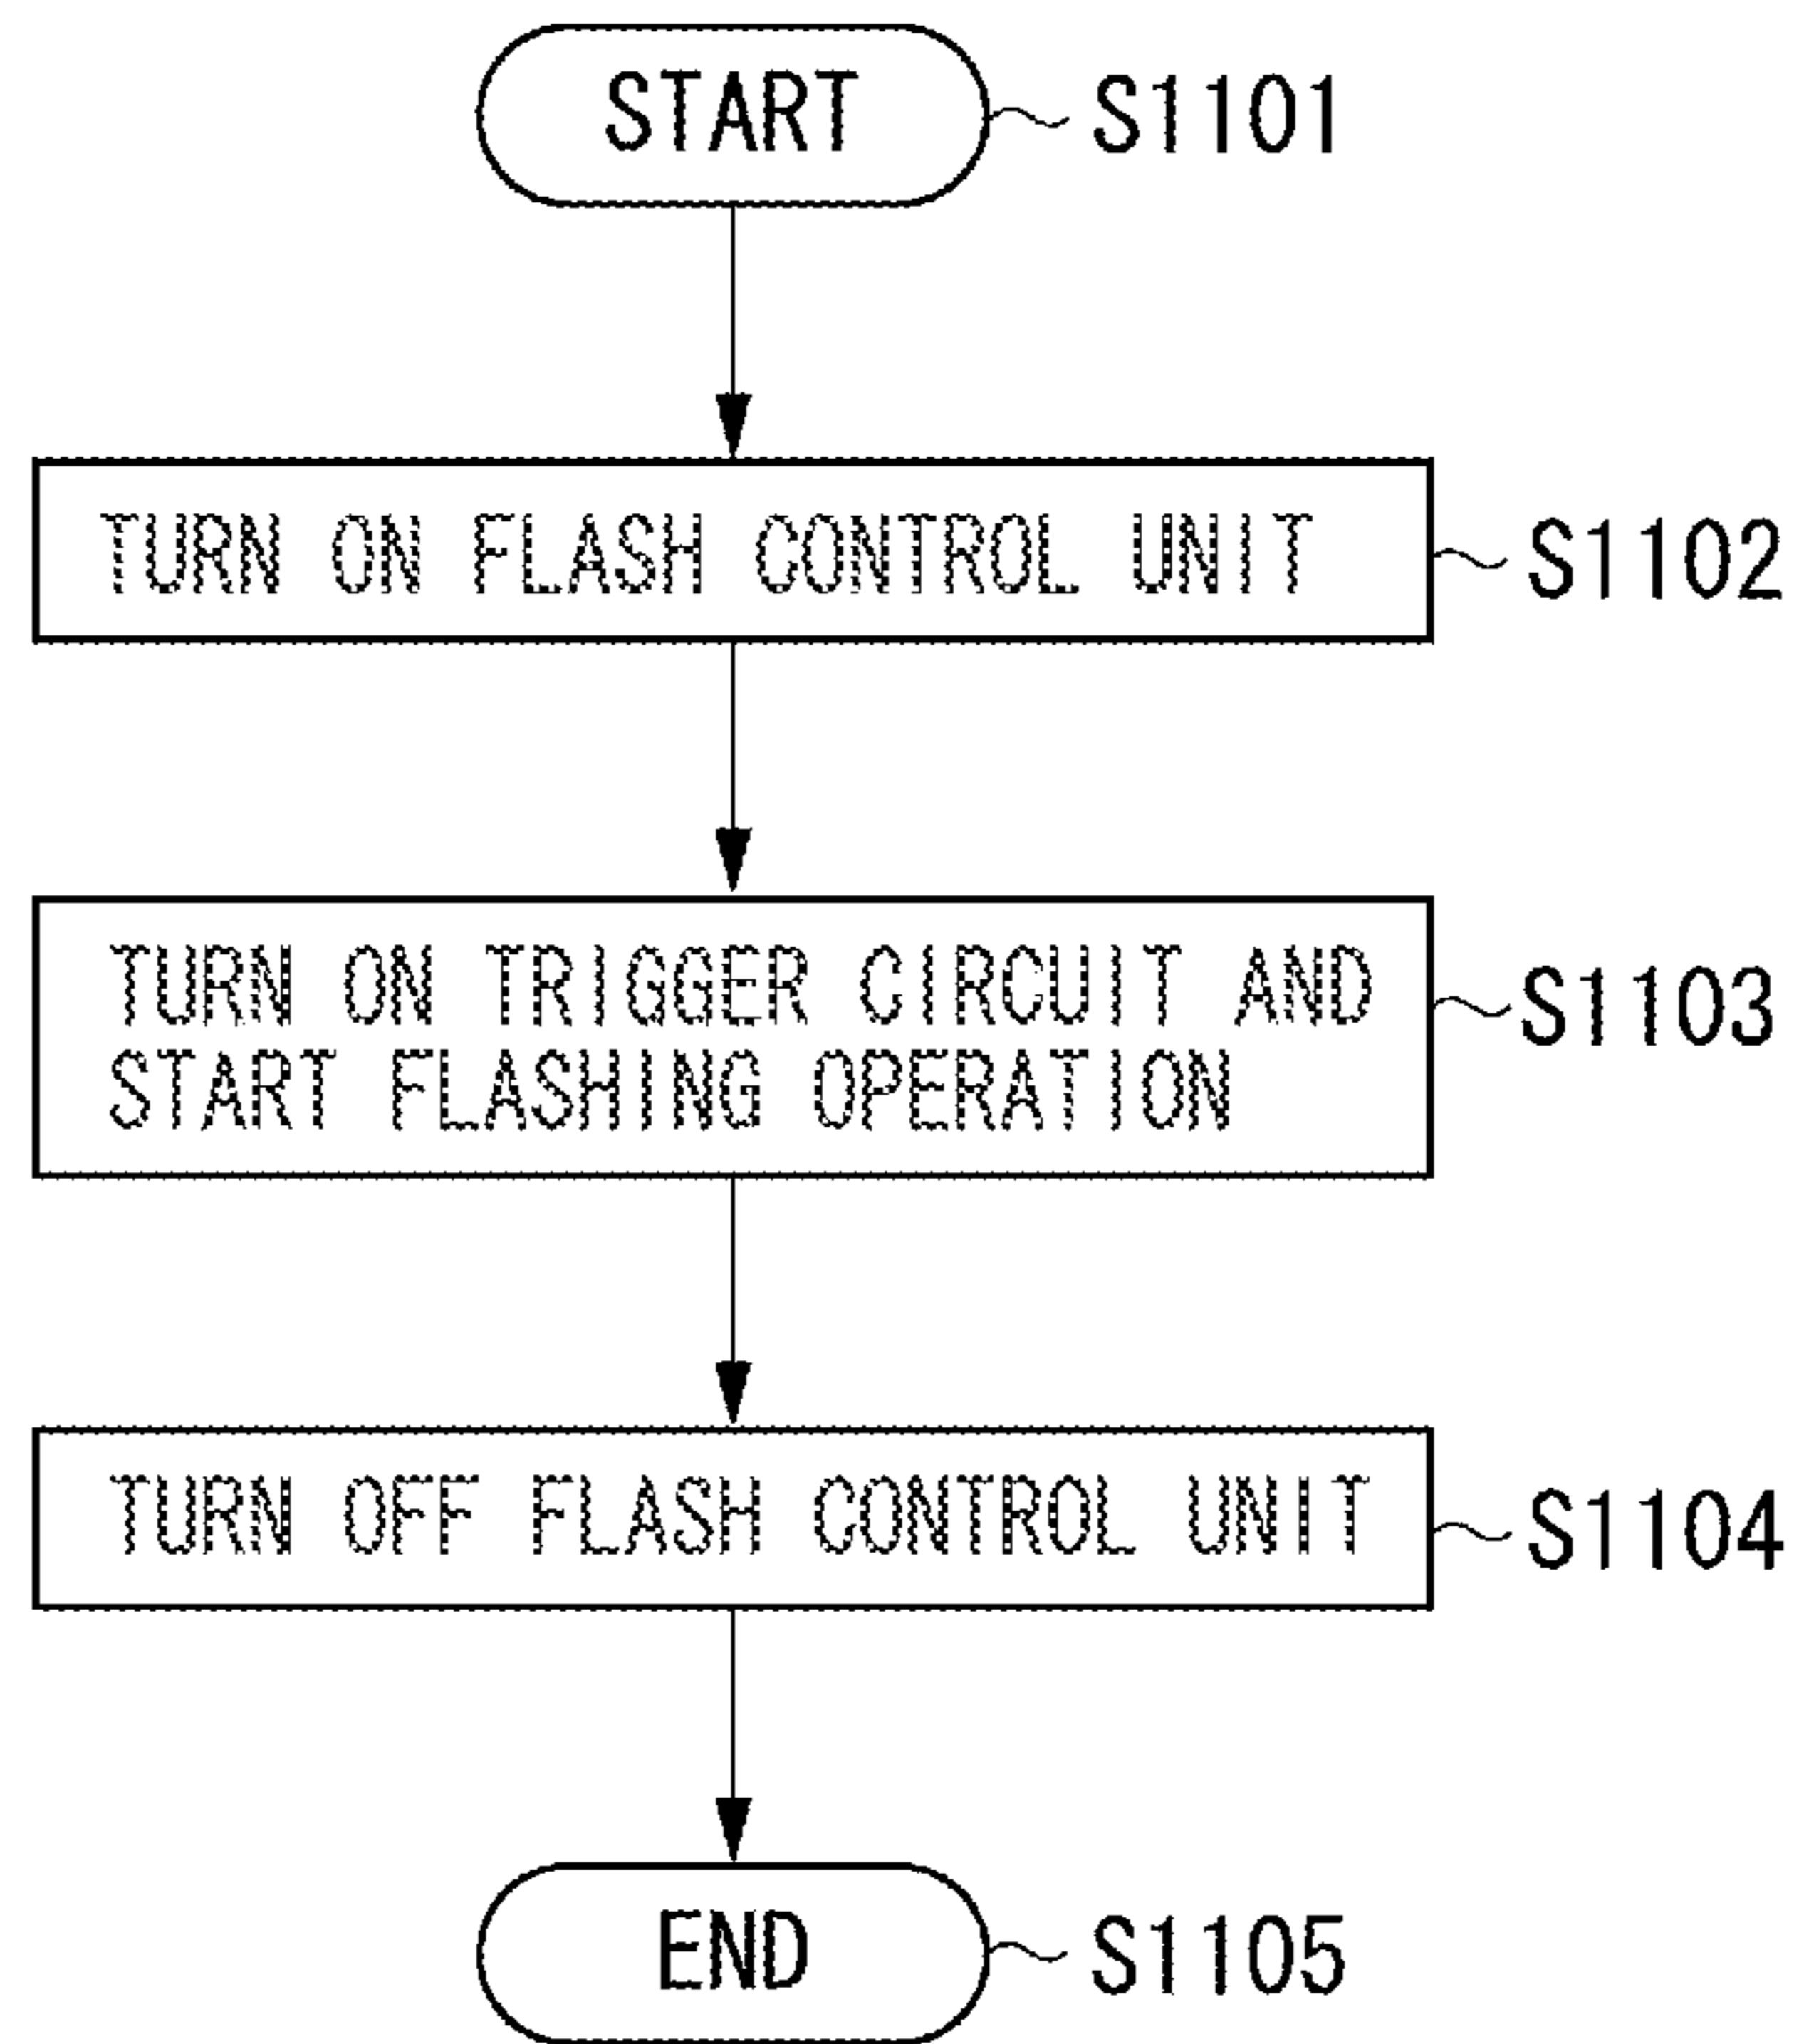 START
S1101
TURN ON FLASH CONTROL UNIT
S1102
TURN ON TRIGGER CIRCUIT AND
START FLASHING OPERATION
S1103
TURN OFF FLASH CONTROL UNIT
S1104
END
S1105